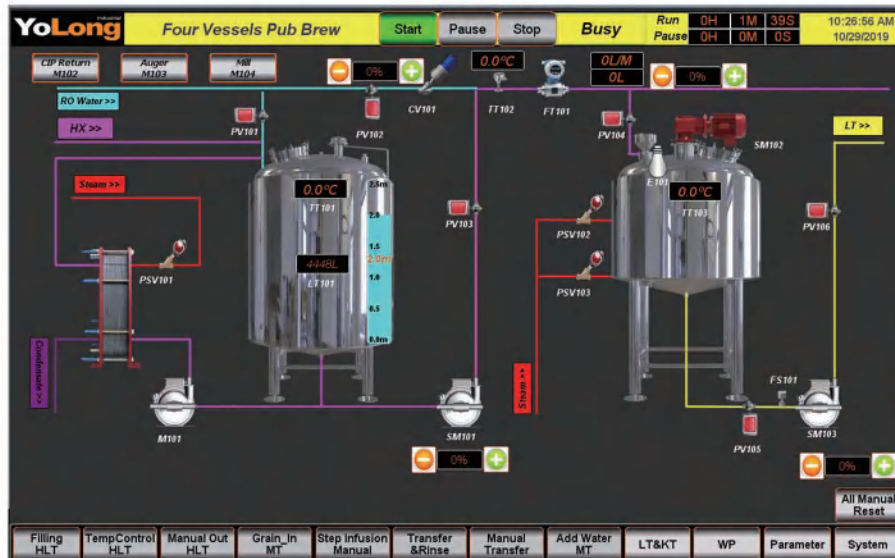 YoLong
Industrial
Four Vessels Pub Brew
Start
Pause
Stop
Busy
Run 0H 1M 39S
Pause 0H 0M 0S
10:26:56 AM
10/29/2019
CIP Return
M102
Auger
M103
Mill
M104
0%
0.0°C
0L/M
0L
0%
RO Water >>
CV101
TT102
FT101
HX >>
PV101
PV102
PV104
SM102
LT >>
E101
Steam >>
0.0°C
TT101
2.5m
2.0
1.5
2.0m
1.0
0.5
0.0m
4448L
LT101
0.0°C
TT103
PV103
PSV102
PV106
PSV101
PSV103
Condensate >>
Steam >>
M101
SM101
FS101
PV105
SM103
0%
0%
All Manual
Reset
Filling
HLT
TempControl
HLT
Manual Out
HLT
Grain_In
MT
Step Infusion
Manual
Transfer
&Rinse
Manual
Transfer
Add Water
MT
LT&KT
WP
Parameter
System